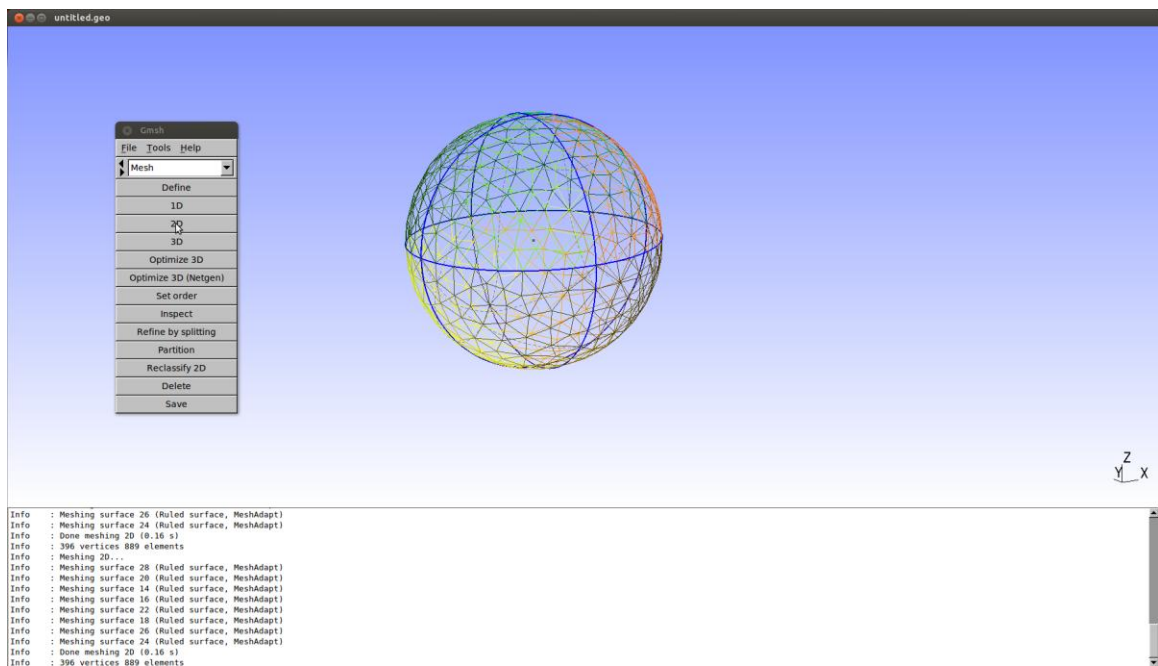 untitled.geo
Gmsh
File Tools Help
Mesh
Define
1D
2D
3D
Optimize 3D
Optimize 3D (Netgen)
Set order
Inspect
Refine by splitting
Partition
Reclassify 2D
Delete
Save
Z
Y X
Info : Meshing surface 26 (Ruled surface, MeshAdapt)
Info : Meshing surface 24 (Ruled surface, MeshAdapt)
Info : Done meshing 2D (0.16 s)
Info : 396 vertices 889 elements
Info : Meshing 2D...
Info : Meshing surface 28 (Ruled surface, MeshAdapt)
Info : Meshing surface 20 (Ruled surface, MeshAdapt)
Info : Meshing surface 14 (Ruled surface, MeshAdapt)
Info : Meshing surface 16 (Ruled surface, MeshAdapt)
Info : Meshing surface 22 (Ruled surface, MeshAdapt)
Info : Meshing surface 18 (Ruled surface, MeshAdapt)
Info : Meshing surface 26 (Ruled surface, MeshAdapt)
Info : Meshing surface 24 (Ruled surface, MeshAdapt)
Info : Done meshing 2D (0.16 s)
Info : 396 vertices 889 elements